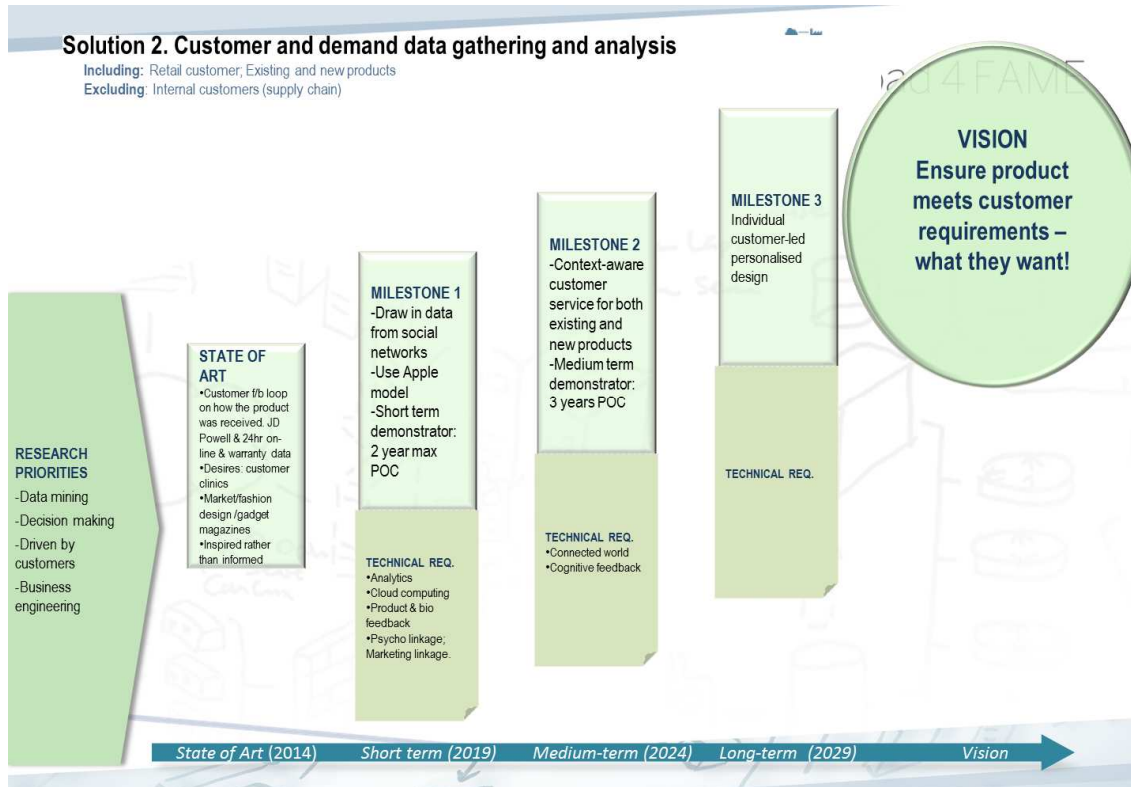 Solution 2. Customer and demand data gathering and analysis
Including: Retail customer; Existing and new products
Excluding: Internal customers (supply chain)
ad4FAME
VISION
Ensure product
meets customer
requirements –
what they want!
RESEARCH
PRIORITIES
-Data mining
-Decision making
-Driven by
customers
-Business
engineering
STATE OF
ART
•Customer f/b loop
on how the product
was received. JD
Powell & 24hr on-
line & warranty data
•Desires: customer
clinics
•Market/fashion
design /gadget
magazines
•Inspired rather
than informed
MILESTONE 1
-Draw in data
from social
networks
-Use Apple
model
-Short term
demonstrator:
2 year max
POC
TECHNICAL REQ.
•Analytics
•Cloud computing
•Product & bio
feedback
•Psycho linkage;
Marketing linkage.
MILESTONE 2
-Context-aware
customer
service for both
existing and
new products
-Medium term
demonstrator:
3 years POC
TECHNICAL REQ.
•Connected world
•Cognitive feedback
MILESTONE 3
Individual
customer-led
personalised
design
TECHNICAL REQ.
State of Art (2014)
Short term (2019)
Medium-term (2024)
Long-term (2029)
Vision